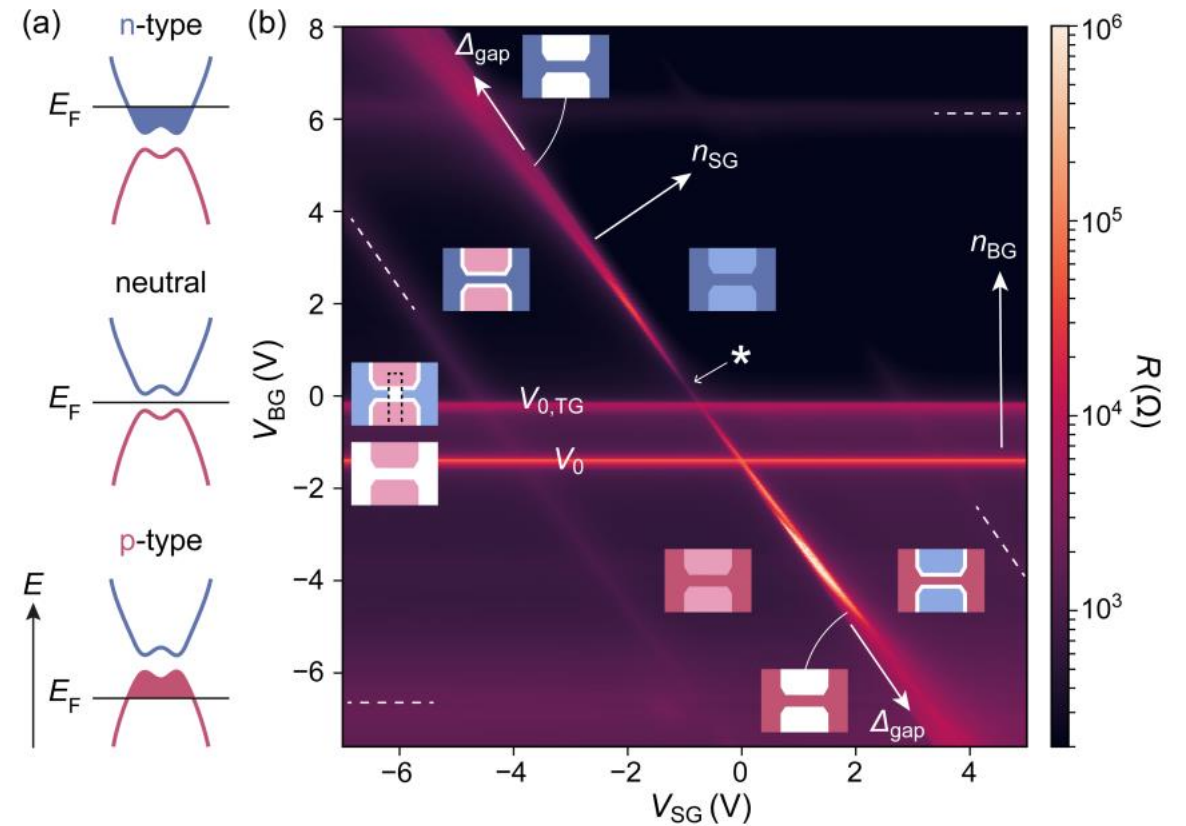 (a)
n-type
E_F
neutral
E_F
p-type
E
E_F
(b)
8
6
4
2
0
−2
−4
−6
V_BG (V)
Δ_gap
n_SG
n_BG
*
V_0,TG
V_0
Δ_gap
−6 −4 −2 0 2 4
V_SG (V)
10^6
10^5
10^4
10^3
R (Ω)